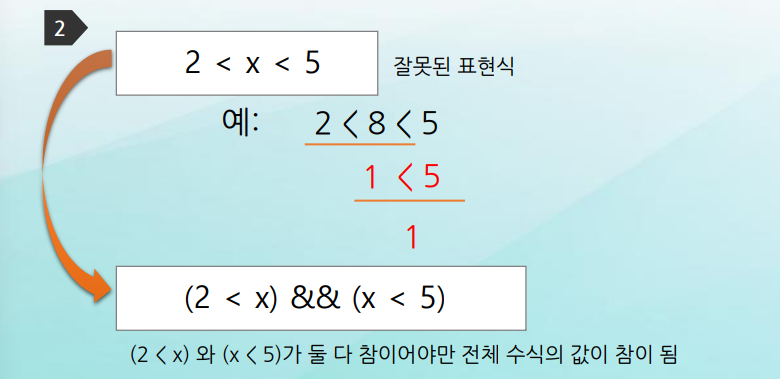 2
2 < x < 5
잘못된 표현식
예: 2 < 8 < 5
1 < 5
1
(2 < x) && (x < 5)
(2 < x) 와 (x < 5)가 둘 다 참이어야만 전체 수식의 값이 참이 됨